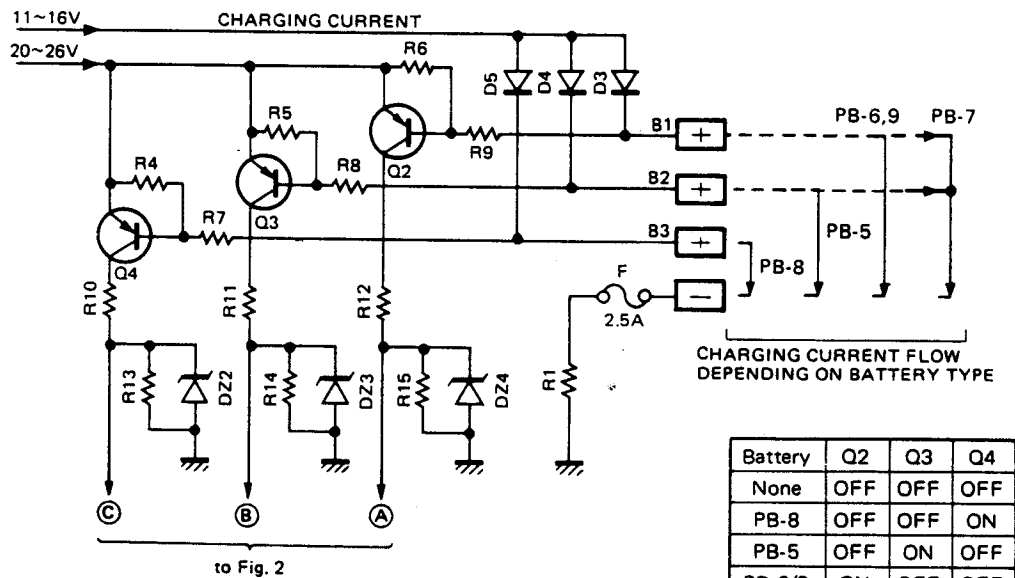 11~16V
CHARGING CURRENT
20~26V
R6
D5
D4
D3
R5
B1
+
PB-6,9
PB-7
R9
R4
Q2
R8
B2
+
Q3
R7
B3
+
PB-5
Q4
PB-8
F
−
2.5A
R10
R11
R12
CHARGING CURRENT FLOW
DEPENDING ON BATTERY TYPE
R13
DZ2
R14
DZ3
R15
DZ4
R1
Battery Q2 Q3 Q4
None OFF OFF OFF
PB-8 OFF OFF ON
PB-5 OFF ON OFF
C
B
A
to Fig. 2